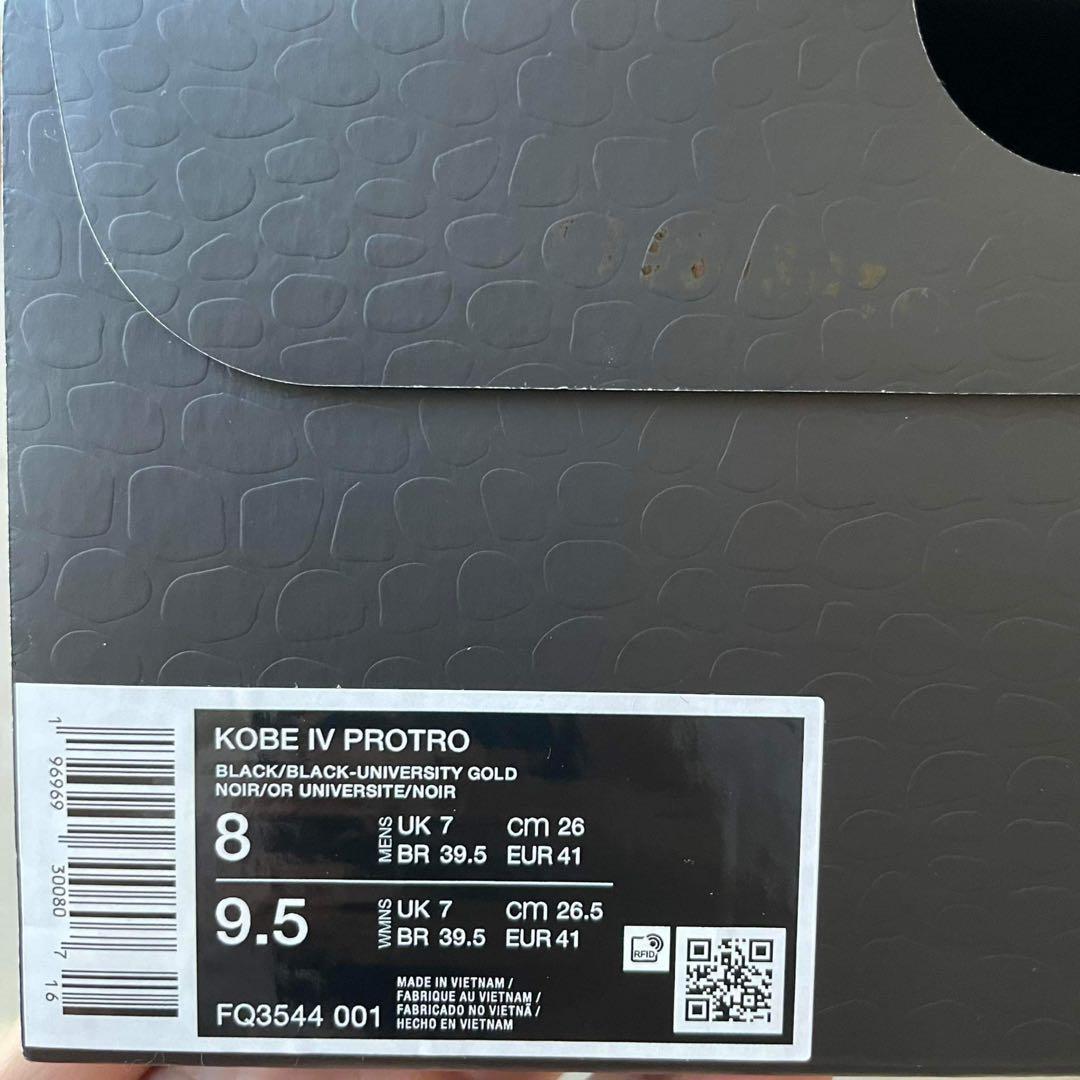 KOBE IV PROTRO
BLACK/BLACK-UNIVERSITY GOLD
NOIR/OR UNIVERSITE/NOIR
8
MENS
UK 7 cm 26
BR 39.5 EUR 41
9.5
WMNS
UK 7 cm 26.5
BR 39.5 EUR 41
RFID
FQ3544 001
MADE IN VIETNAM /
FABRIQUE AU VIETNAM /
FABRICADO NO VIETNÃ /
HECHO EN VIETNAM
1 96969 30080 7 16